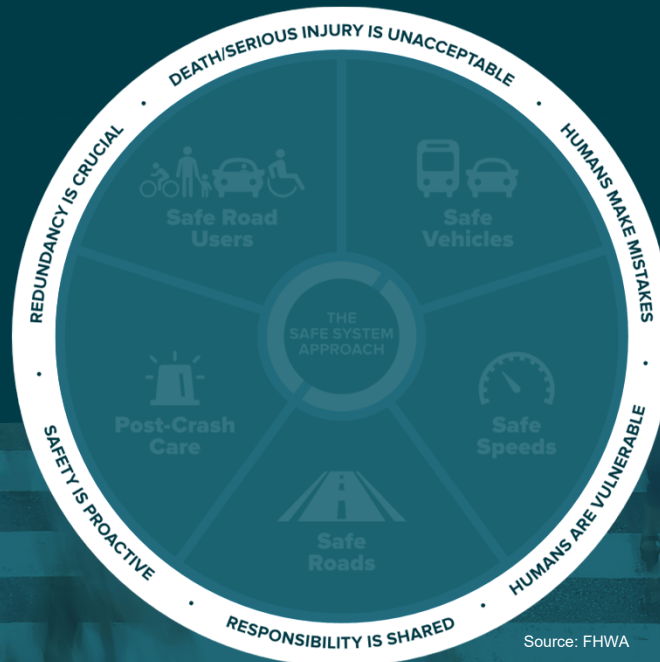 DEATH/SERIOUS INJURY IS UNACCEPTABLE
HUMANS MAKE MISTAKES
HUMANS ARE VULNERABLE
RESPONSIBILITY IS SHARED
SAFETY IS PROACTIVE
REDUNDANCY IS CRUCIAL
Safe Road
Users
Safe
Vehicles
THE
SAFE SYSTEM
APPROACH
Post-Crash
Care
Safe
Speeds
Safe
Roads
Source: FHWA